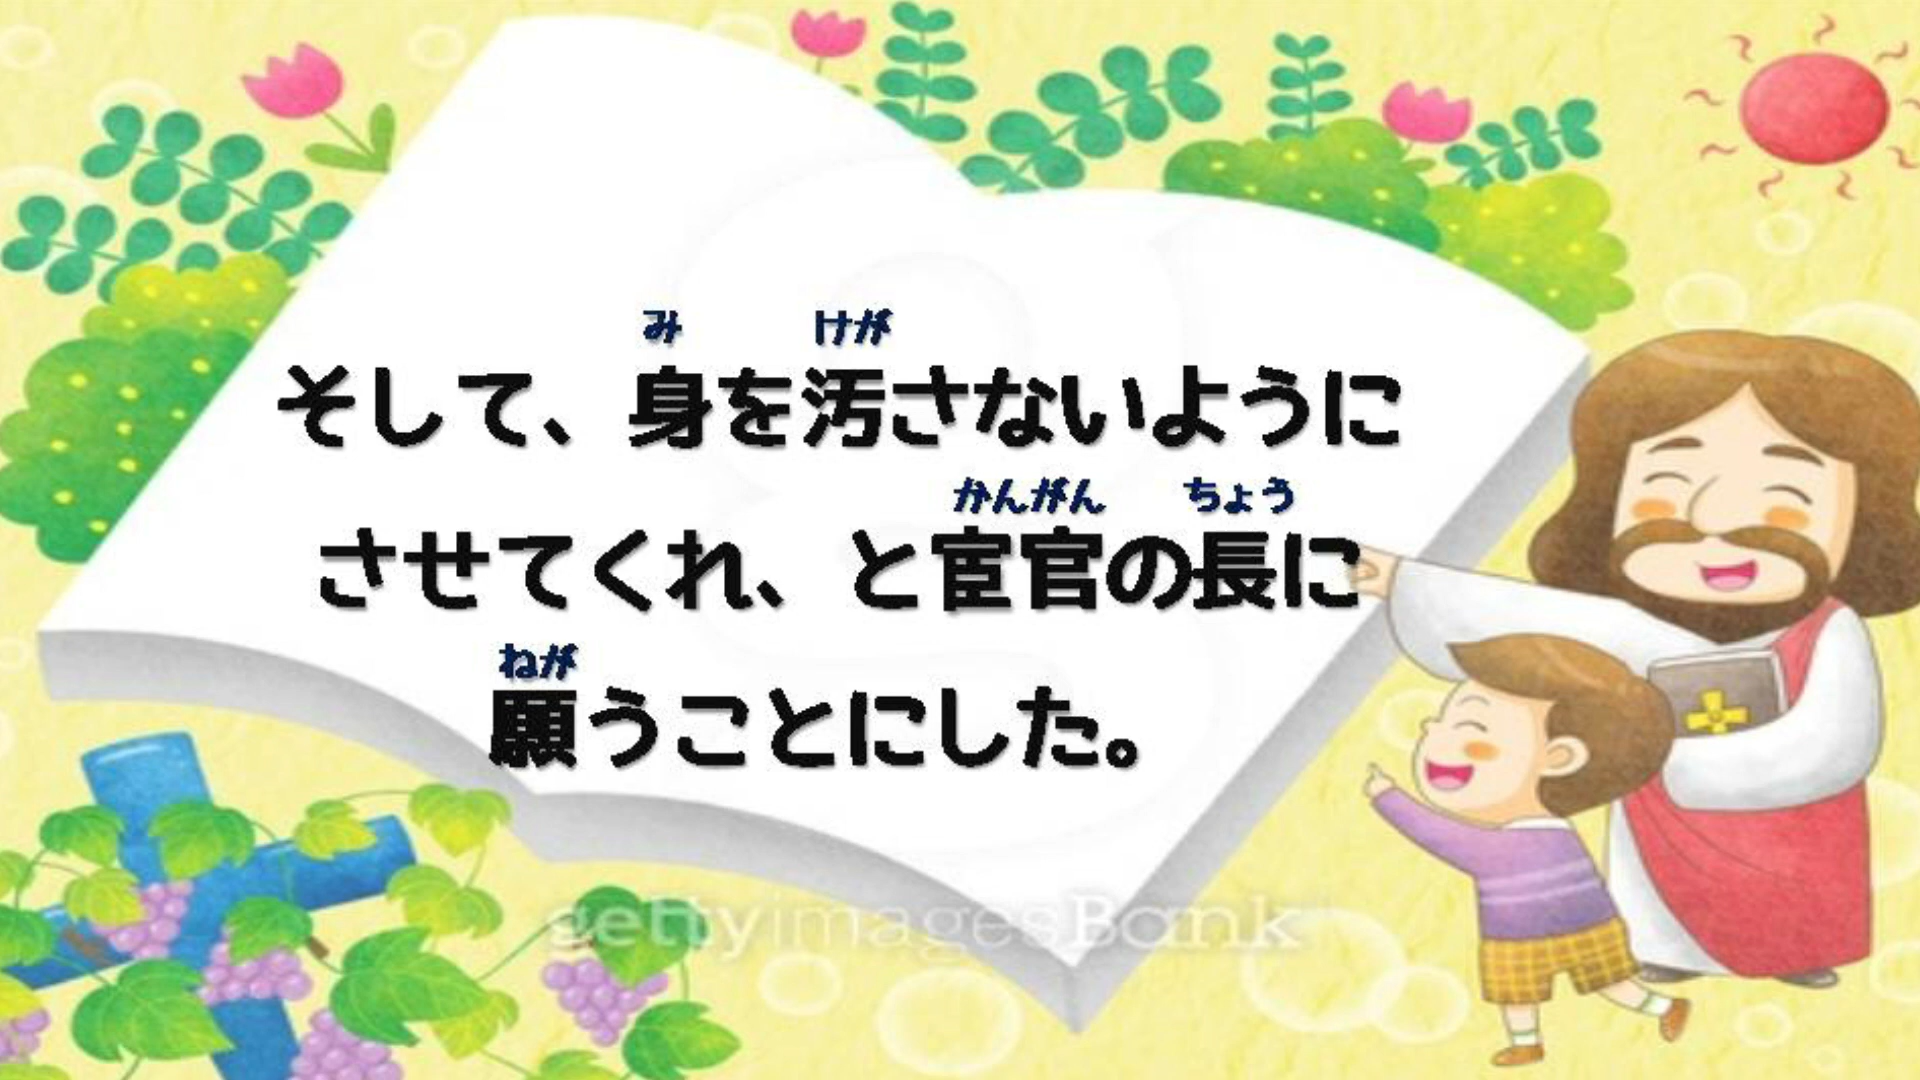 み けが
そして、身を汚さないように
かんがん ちょう
させてくれ、と宦官の長に
ねが
願うことにした。
gettyimagesBank